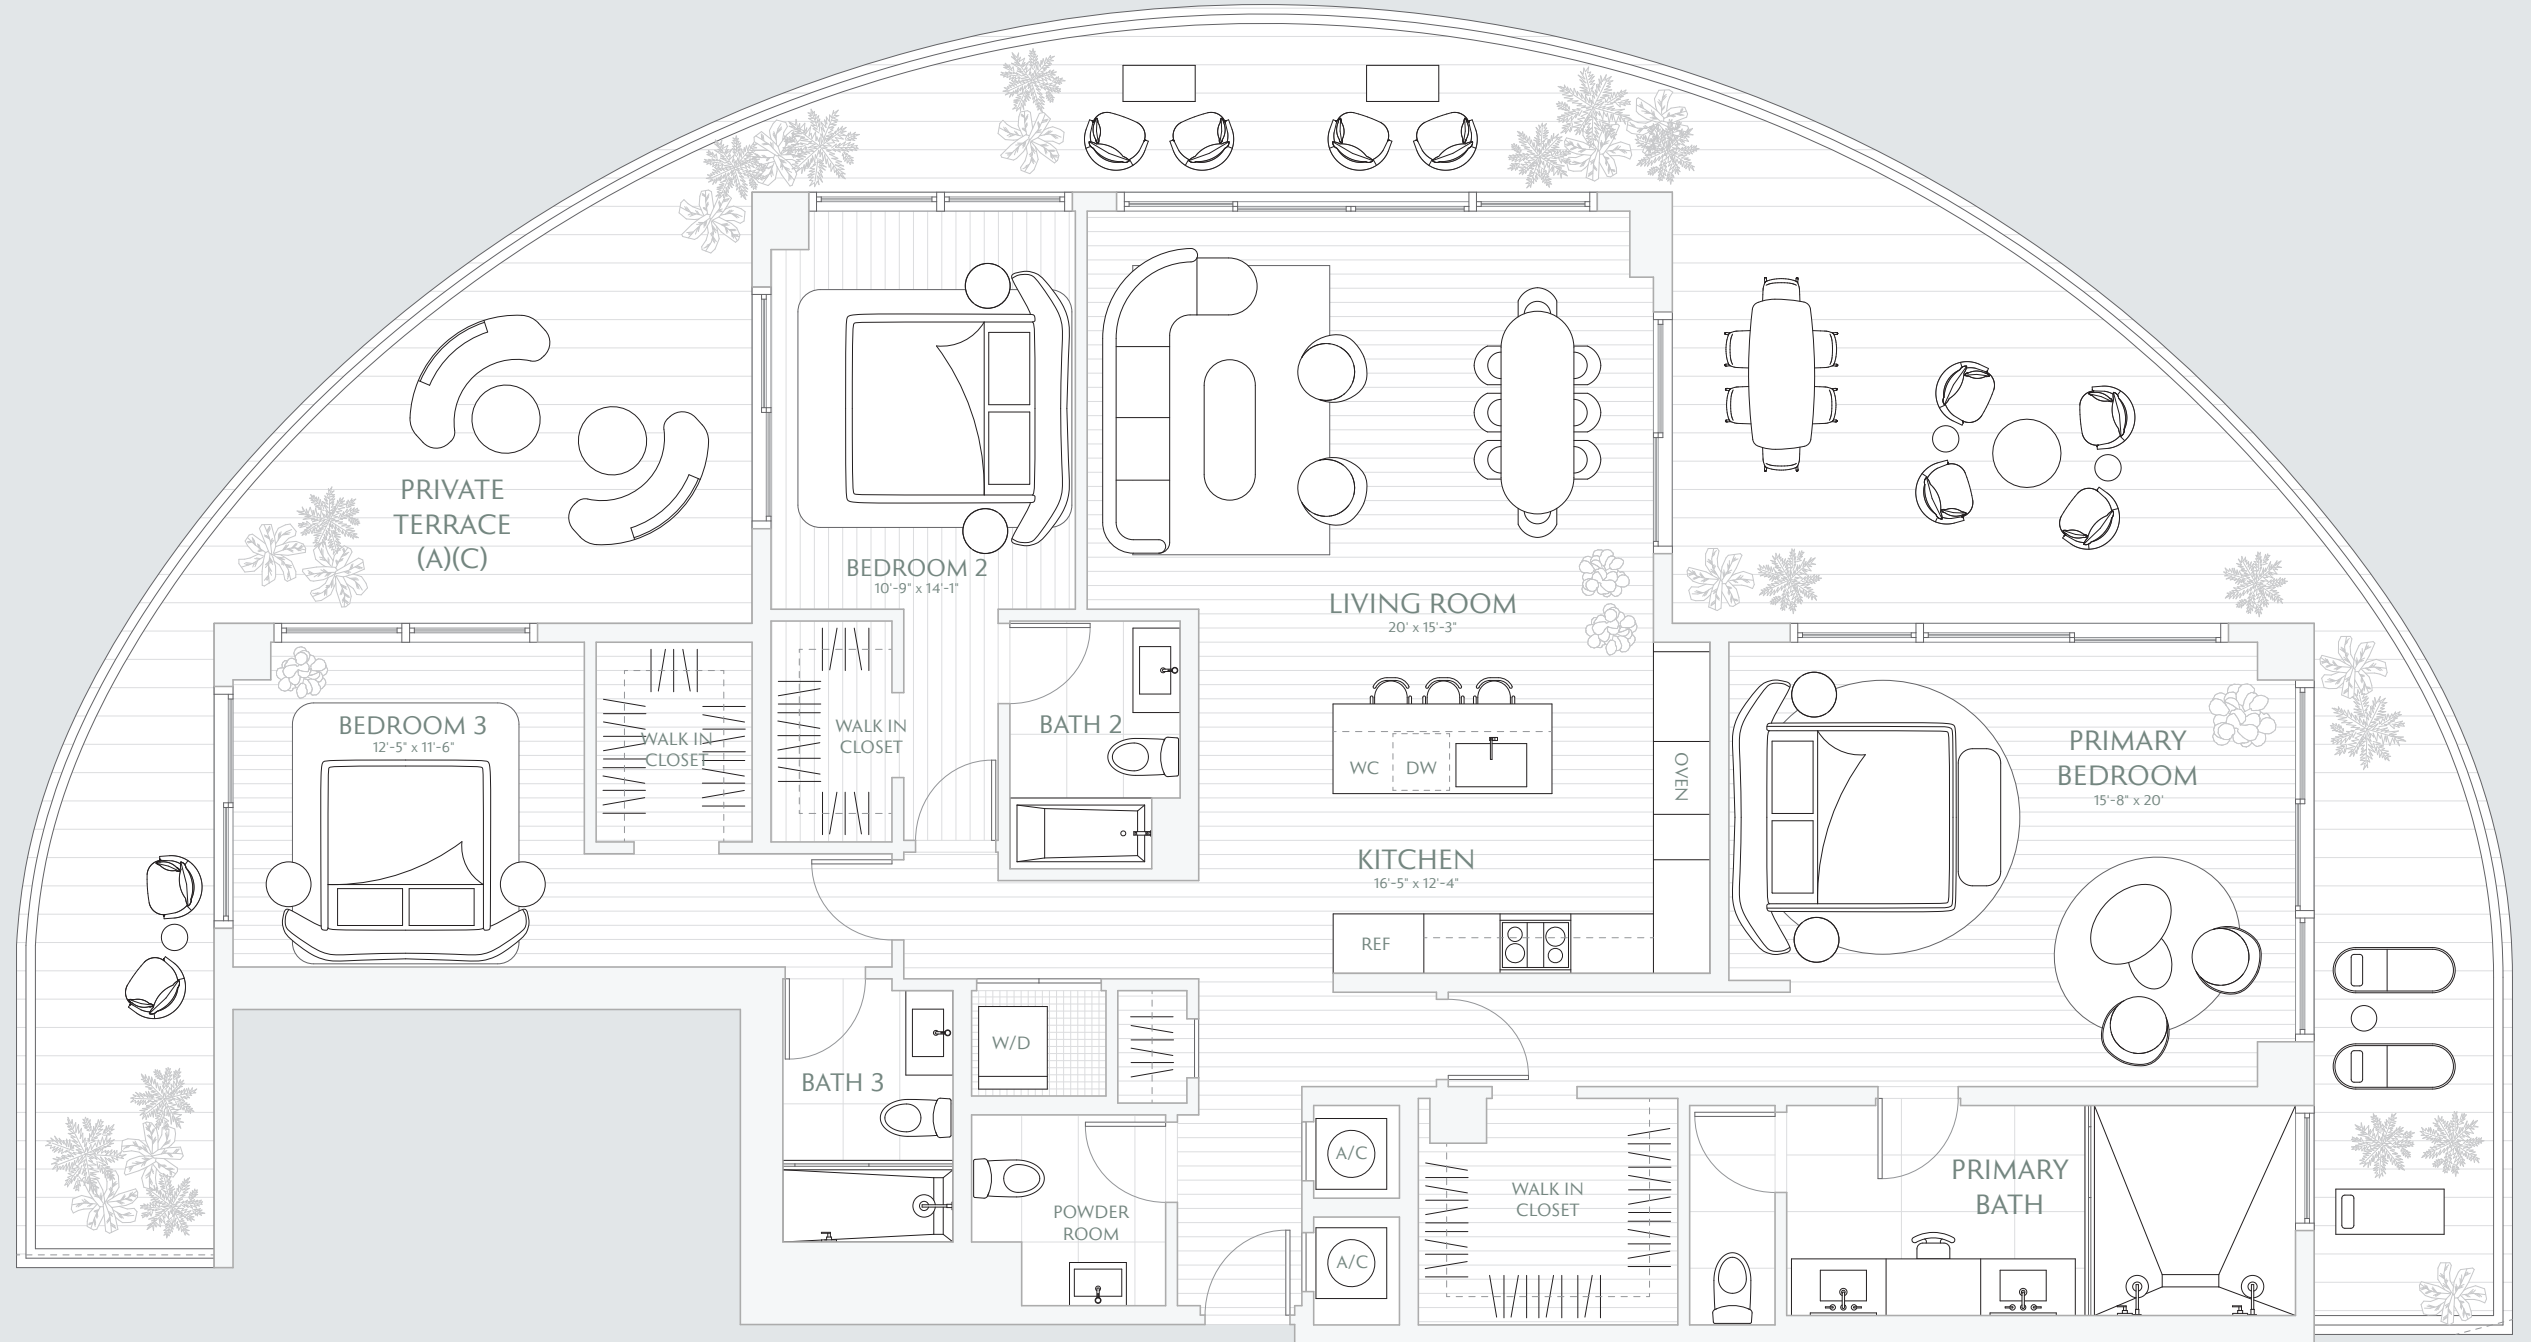 PRIVATE
TERRACE
(A)(C)
BEDROOM 2
10'-9" x 14'-1"
LIVING ROOM
20' x 15'-3"
BEDROOM 3
12'-5" x 11'-6"
WALK IN
CLOSET
WALK IN
CLOSET
BATH 2
WC
DW
OVEN
PRIMARY
BEDROOM
15'-8" x 20'
KITCHEN
16'-5" x 12'-4"
REF
W/D
BATH 3
POWDER
ROOM
A/C
A/C
WALK IN
CLOSET
PRIMARY
BATH